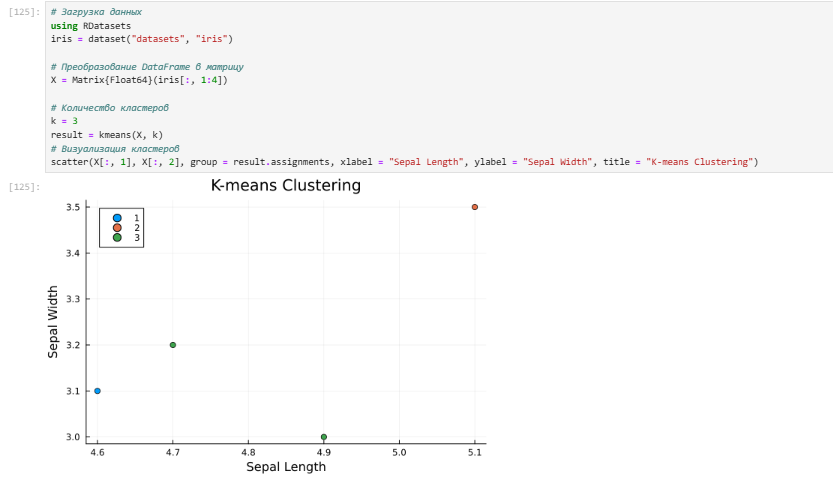 [125]:
# Загрузка данных
using RDatasets
iris = dataset("datasets", "iris")
# Преобразование DataFrame в матрицу
X = Matrix{Float64}(iris[:, 1:4])
# Количество кластеров
k = 3
result = kmeans(X, k)
# Визуализация кластеров
scatter(X[:, 1], X[:, 2], group = result.assignments, xlabel = "Sepal Length", ylabel = "Sepal Width", title = "K-means Clustering")
[125]:
K-means Clustering
1
2
3
3.5
3.4
3.3
3.2
3.1
3.0
Sepal Width
4.6 4.7 4.8 4.9 5.0 5.1
Sepal Length